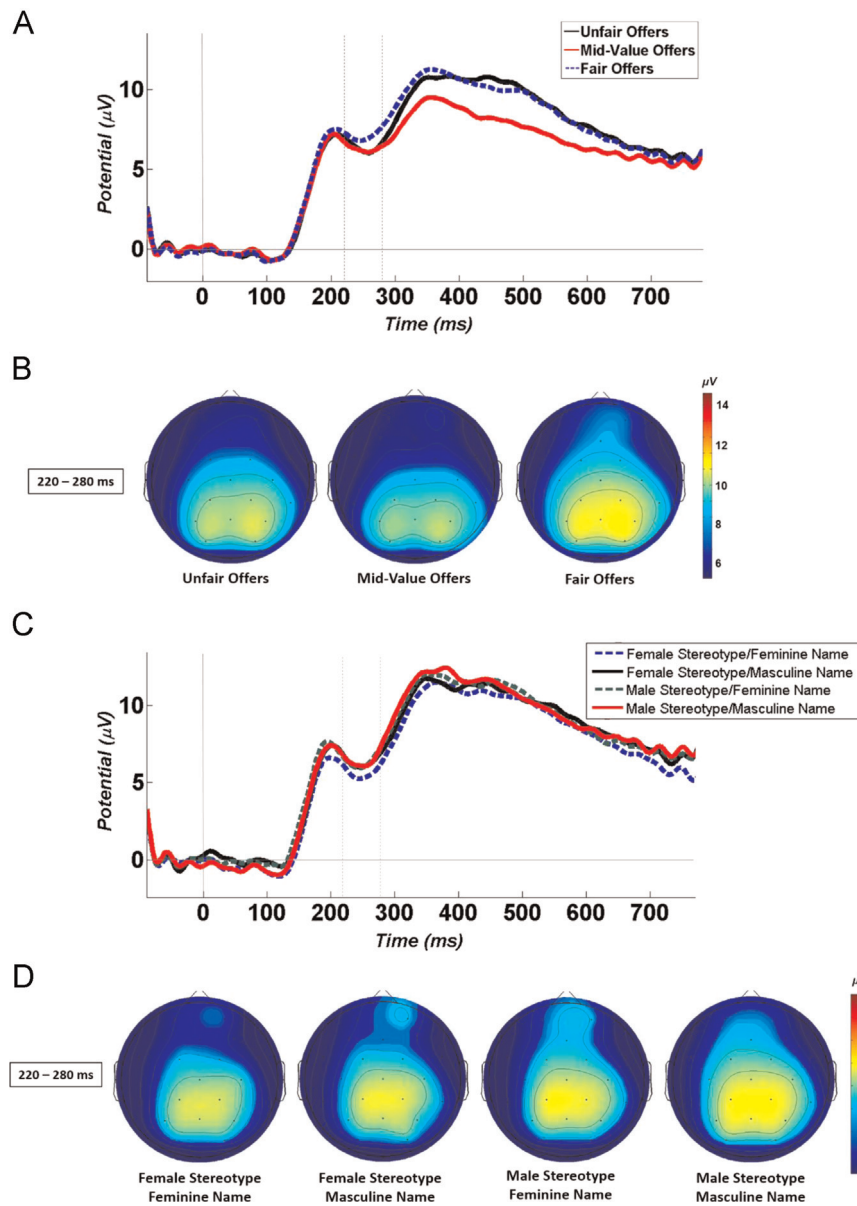 A
Unfair Offers
Mid-Value Offers
Fair Offers
Potential (μV)
10
5
0
0 100 200 300 400 500 600 700
Time (ms)
B
μV
14
12
10
8
6
220 – 280 ms
Unfair Offers Mid-Value Offers Fair Offers
C
Female Stereotype/Feminine Name
Female Stereotype/Masculine Name
Male Stereotype/Feminine Name
Male Stereotype/Masculine Name
Potential (μV)
10
5
0
0 100 200 300 400 500 600 700
Time (ms)
D
μ
220 – 280 ms
Female Stereotype Female Stereotype Male Stereotype Male Stereotype
Feminine Name Masculine Name Feminine Name Masculine Name